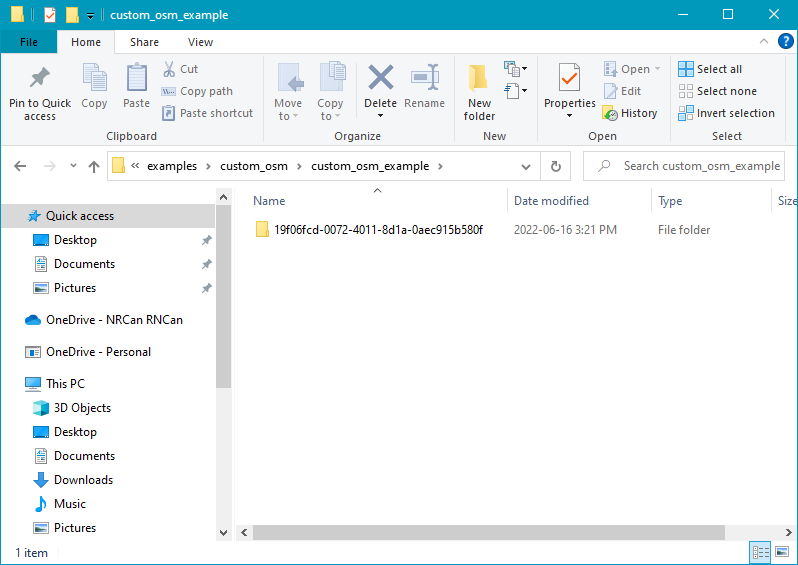 custom_osm_example
File Home Share View
Pin to Quick access
Copy
Paste
Cut
Copy path
Paste shortcut
Clipboard
Move to
Copy to
Delete
Rename
Organize
New folder
New
Properties
Open
Edit
History
Open
Select all
Select none
Invert selection
Select
« examples > custom_osm > custom_osm_example >
Search custom_osm_example
Quick access
Desktop
Documents
Pictures
OneDrive - NRCan RNCan
OneDrive - Personal
This PC
3D Objects
Desktop
Documents
Downloads
Music
Pictures
Name Date modified Type Size
19f06fcd-0072-4011-8d1a-0aec915b580f 2022-06-16 3:21 PM File folder
1 item